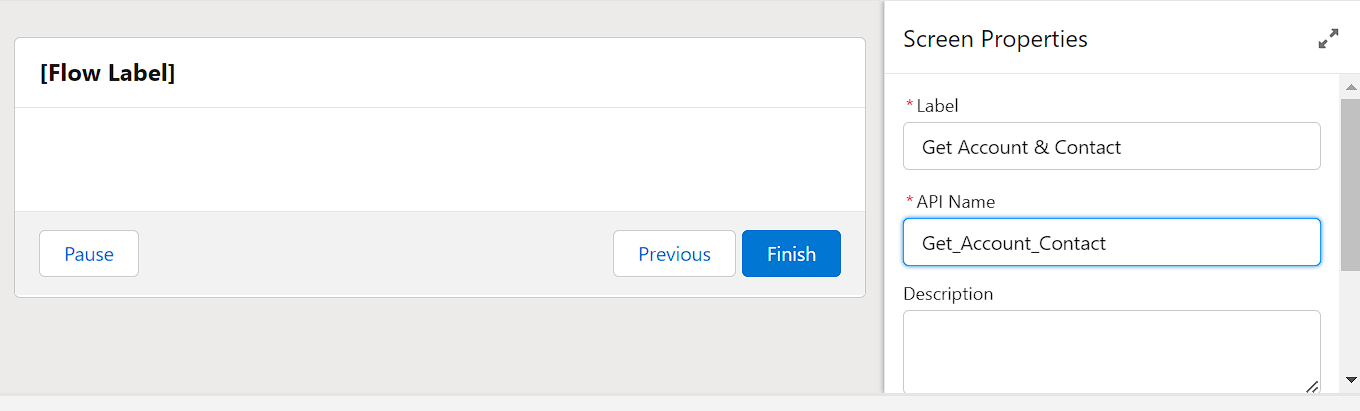 [Flow Label]
Pause
Previous
Finish
Screen Properties
* Label
Get Account & Contact
* API Name
Get_Account_Contact
Description